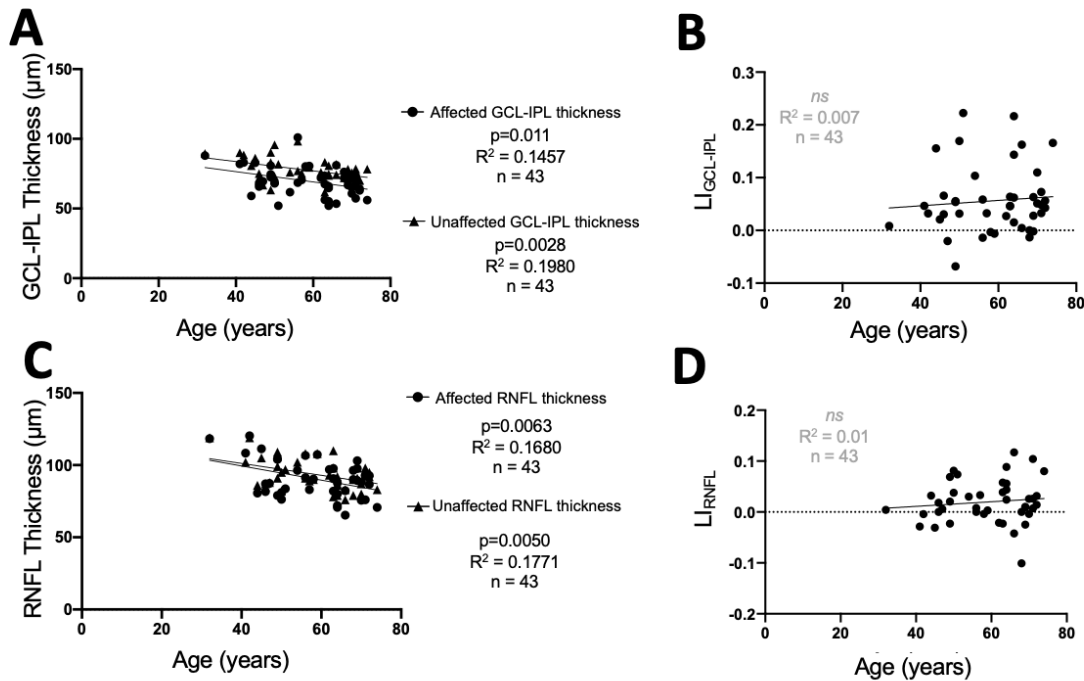 A
GCL-IPL Thickness (µm)
150
100
50
0
0 20 40 60 80
Age (years)
Affected GCL-IPL thickness
p=0.011
R² = 0.1457
n = 43
Unaffected GCL-IPL thickness
p=0.0028
R² = 0.1980
n = 43
B
LI GCL-IPL
0.3
0.2
0.1
0.0
-0.1
0 20 40 60 80
Age (years)
ns
R² = 0.007
n = 43
C
RNFL Thickness (µm)
150
100
50
0
0 20 40 60 80
Age (years)
Affected RNFL thickness
p=0.0063
R² = 0.1680
n = 43
Unaffected RNFL thickness
p=0.0050
R² = 0.1771
n = 43
D
LI RNFL
0.2
0.1
0.0
-0.1
-0.2
0 20 40 60 80
Age (years)
ns
R² = 0.01
n = 43